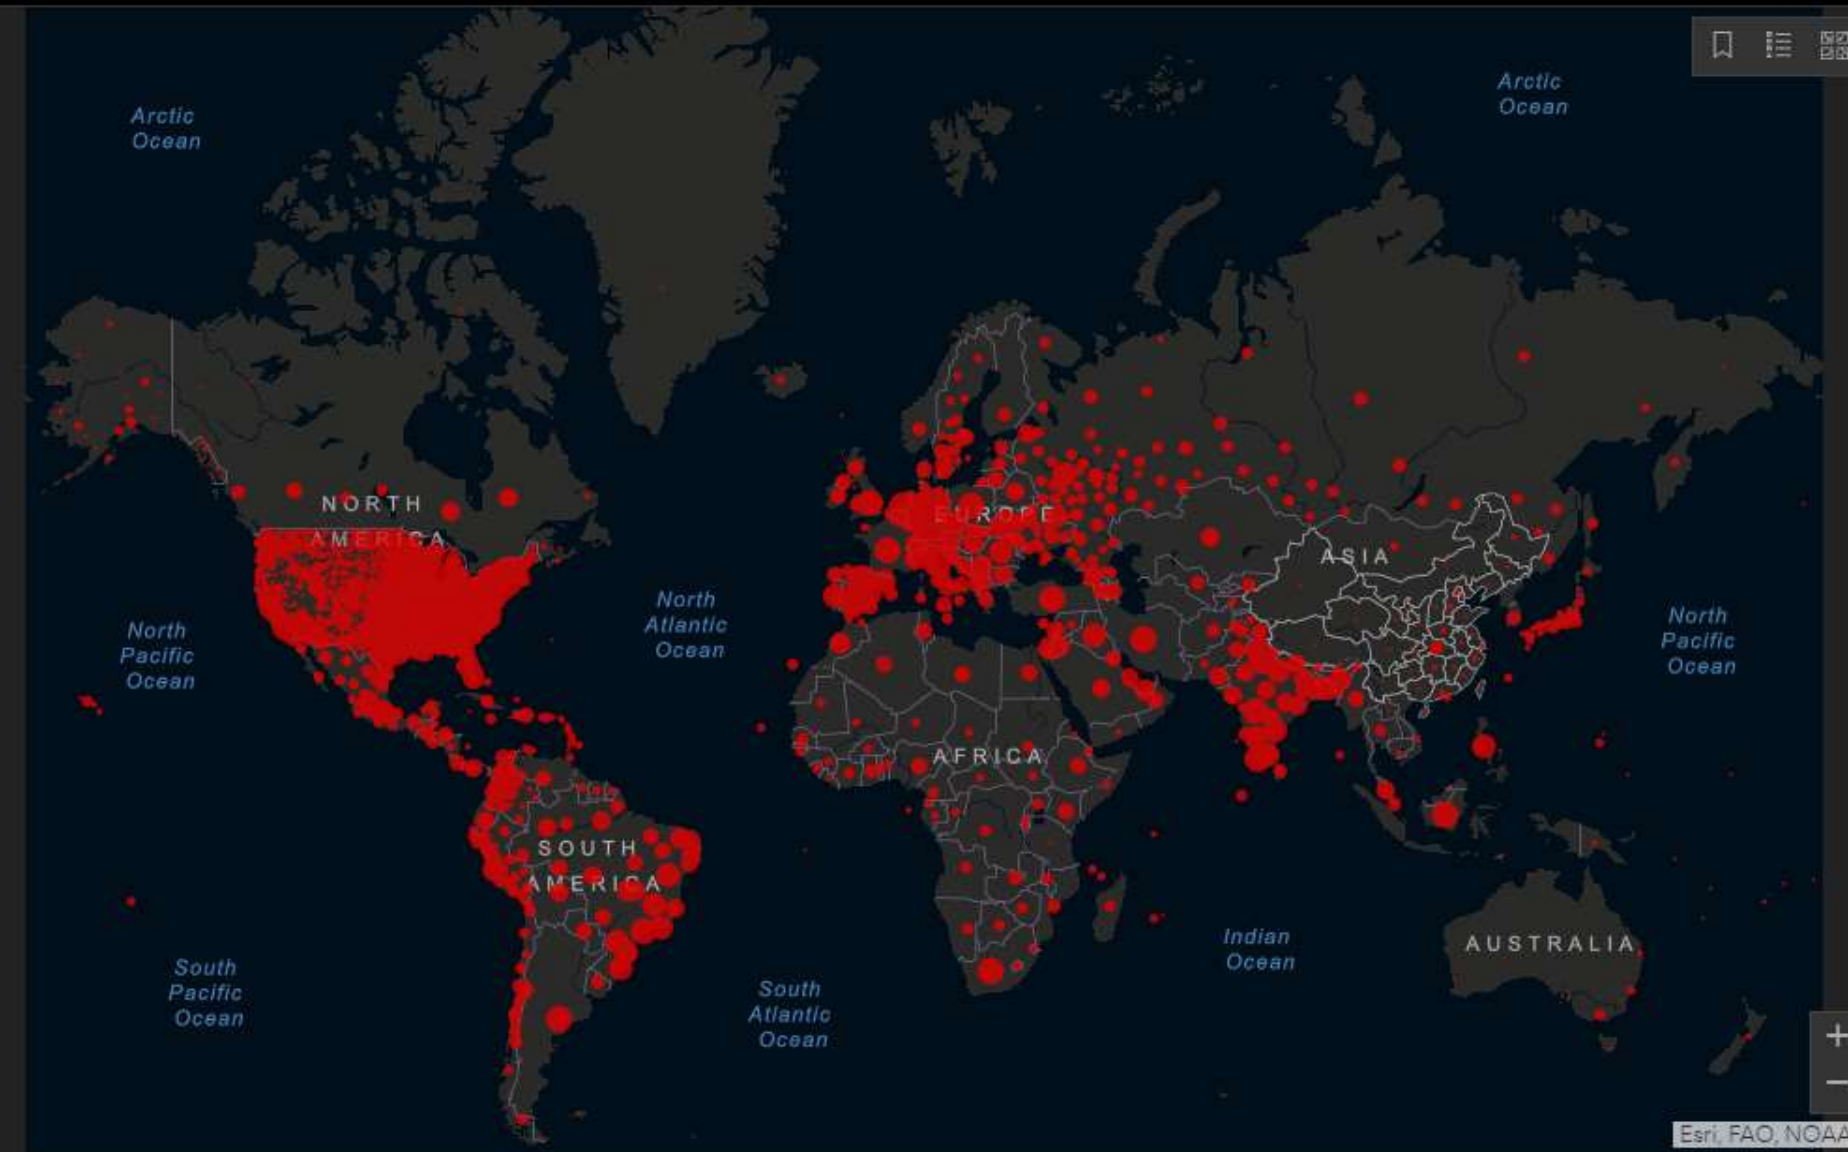 Arctic
Ocean
Arctic
Ocean
NORTH
AMERICA
EUROPE
ASIA
North
Pacific
Ocean
North
Atlantic
Ocean
North
Pacific
Ocean
AFRICA
SOUTH
AMERICA
South
Pacific
Ocean
South
Atlantic
Ocean
Indian
Ocean
AUSTRALIA
+
−
Esri, FAO, NOAA